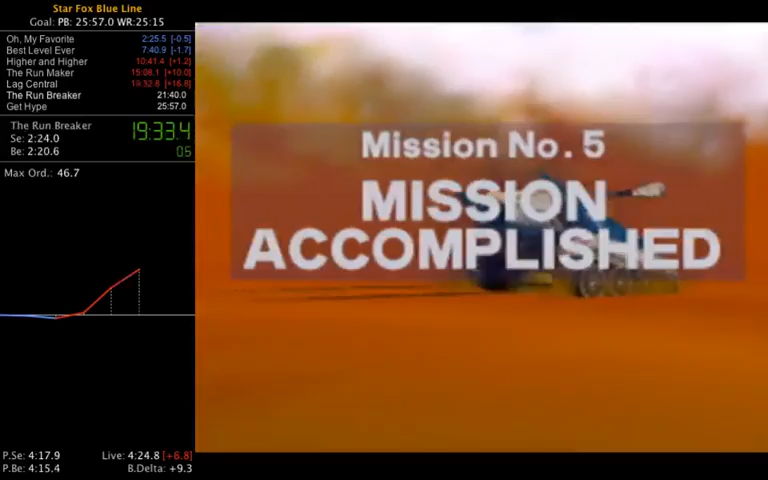 Star Fox Blue Line
Goal: PB: 25:57.0 WR:25:15
Oh, My Favorite 2:25.5 [-0.5]
Best Level Ever 7:40.9 [-1.7]
Higher and Higher 10:41.4 [+1.2]
The Run Maker 15:08.1 [+10.0]
Lag Central 19:32.8 [+16.8]
The Run Breaker 21:40.0
Get Hype 25:57.0
The Run Breaker 19:33.4
Se: 2:24.0
Be: 2:20.6 05
Max Ord.: 46.7
Mission No. 5
MISSION
ACCOMPLISHED
P.Se: 4:17.9 Live: 4:24.8 [+6.8]
P.Be: 4:15.4 B.Delta: +9.3